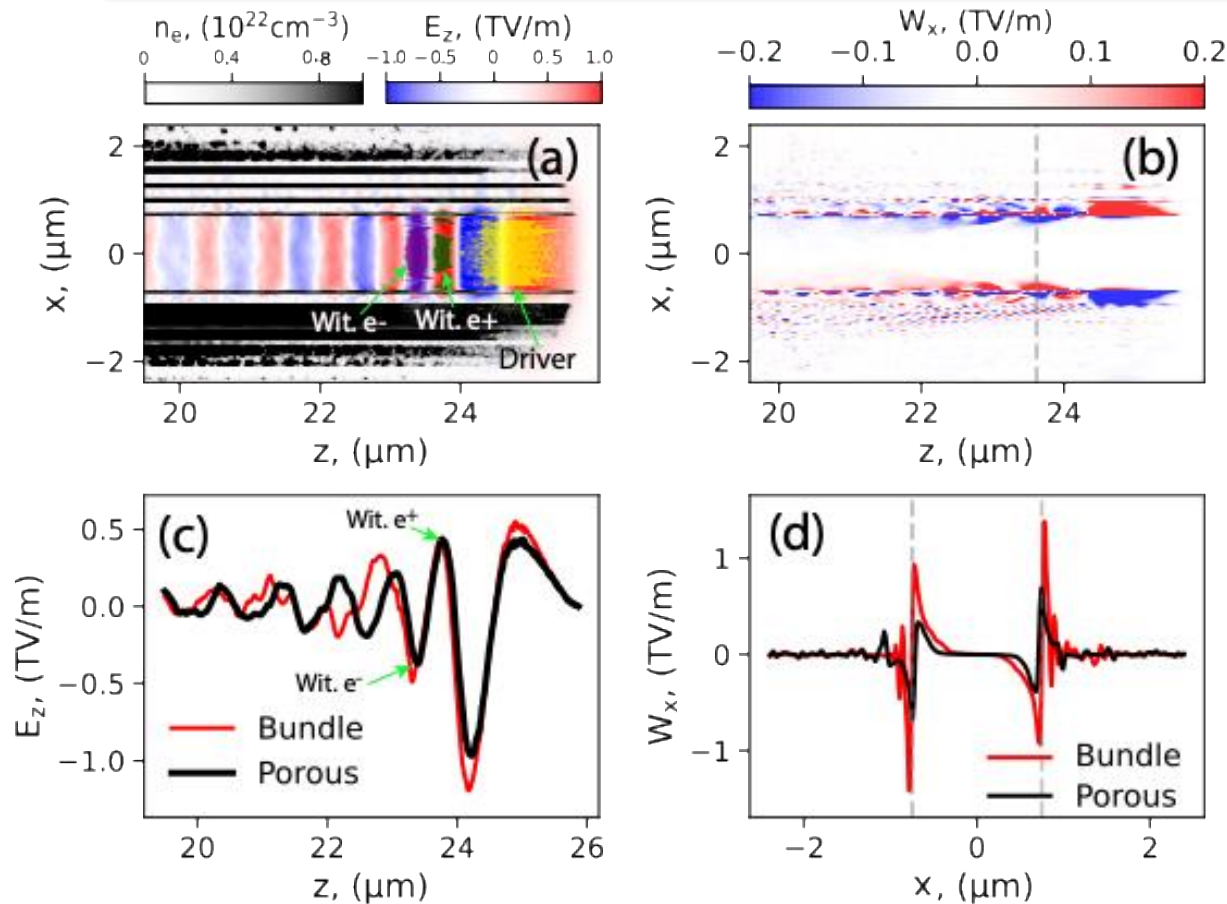 nₑ, (10²²cm⁻³)
0 0.4 0.8
E_z, (TV/m)
−1.0 −0.5 0 0.5 1.0
W_x, (TV/m)
−0.2 −0.1 0.0 0.1 0.2
(a)
2
0
−2
x, (μm)
Wit. e-
Wit. e+
Driver
20 22 24
z, (μm)
(b)
2
0
−2
x, (μm)
20 22 24
z, (μm)
(c)
0.5
0.0
−0.5
−1.0
E_z, (TV/m)
Wit. e⁺
Wit. e⁻
Bundle
Porous
20 22 24 26
z, (μm)
(d)
1
0
−1
W_x, (TV/m)
Bundle
Porous
−2 0 2
x, (μm)